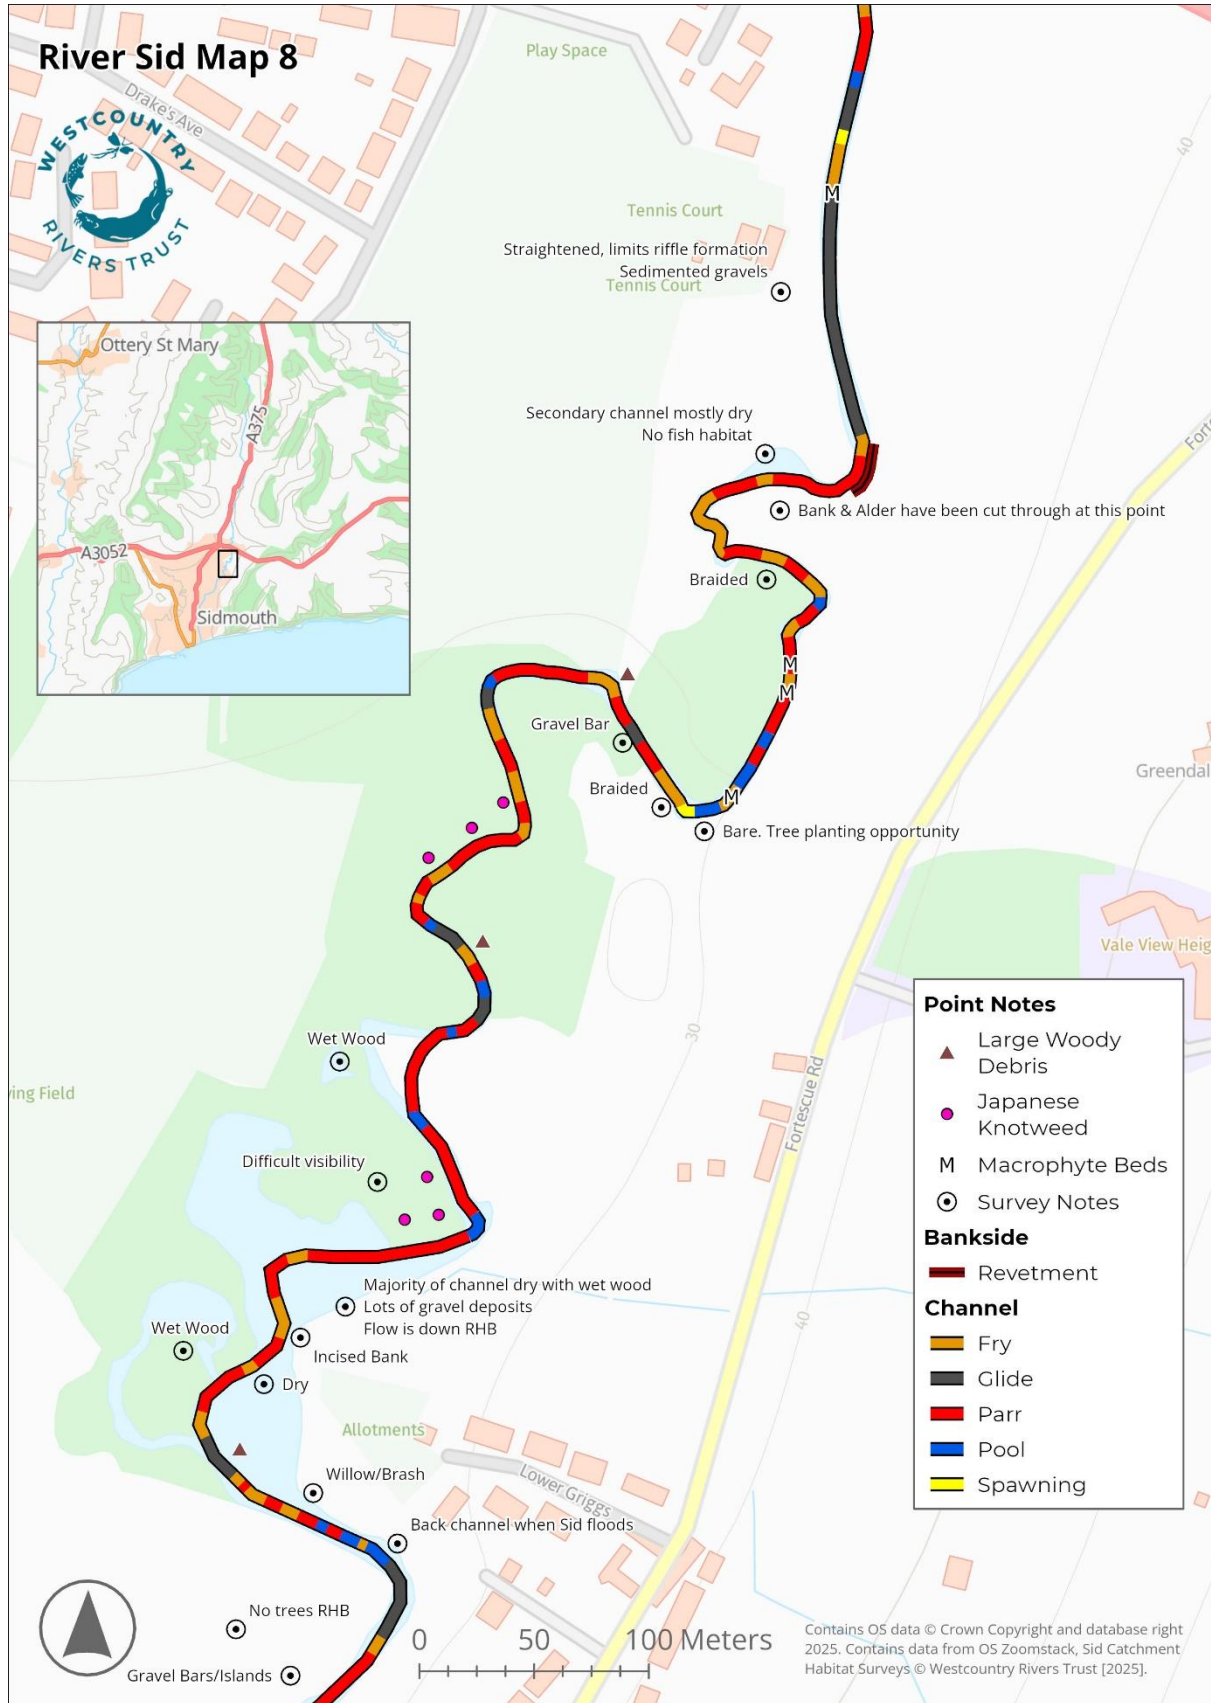 River Sid Map 8
WESTCOUNTRY
RIVERS TRUST
Drake's Ave
Play Space
Tennis Court
Straightened, limits riffle formation
Sedimented gravels
Tennis Court
M
40
Ottery St Mary
A375
A3052
Sidmouth
Secondary channel mostly dry
No fish habitat
Bank & Alder have been cut through at this point
Braided
M
M
Gravel Bar
Braided
M
Bare. Tree planting opportunity
Greendal
Vale View Heig
30
Wet Wood
ving Field
Fortescue Rd
Difficult visibility
Majority of channel dry with wet wood
Lots of gravel deposits
Flow is down RHB
Wet Wood
Incised Bank
Dry
40
Allotments
Willow/Brash
Lower Griggs
Back channel when Sid floods
No trees RHB
Gravel Bars/Islands
0 50 100 Meters
Point Notes
Large Woody
Debris
Japanese
Knotweed
M Macrophyte Beds
Survey Notes
Bankside
Revetment
Channel
Fry
Glide
Parr
Pool
Spawning
Contains OS data © Crown Copyright and database right
2025. Contains data from OS Zoomstack, Sid Catchment
Habitat Surveys © Westcountry Rivers Trust [2025].